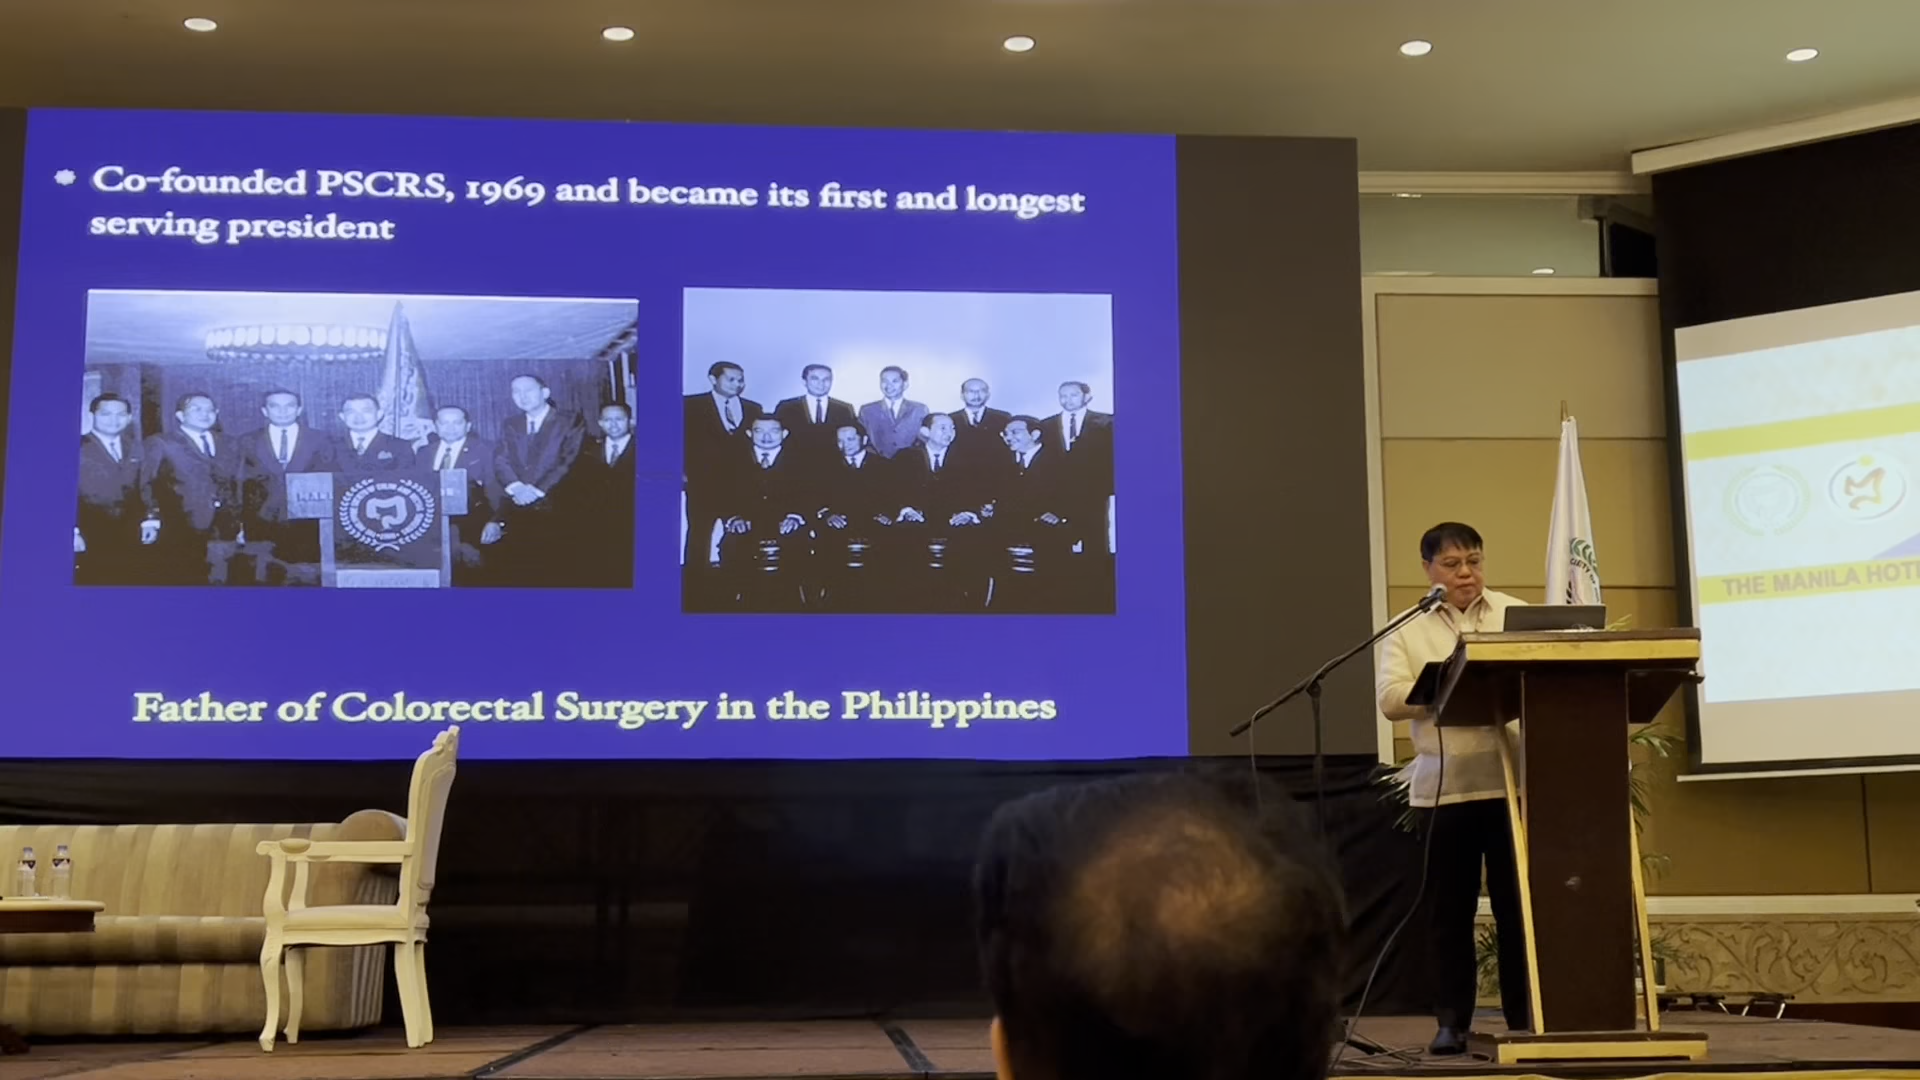 Co-founded PSCRS, 1969 and became its first and longest
serving president
Father of Colorectal Surgery in the Philippines
THE MANILA